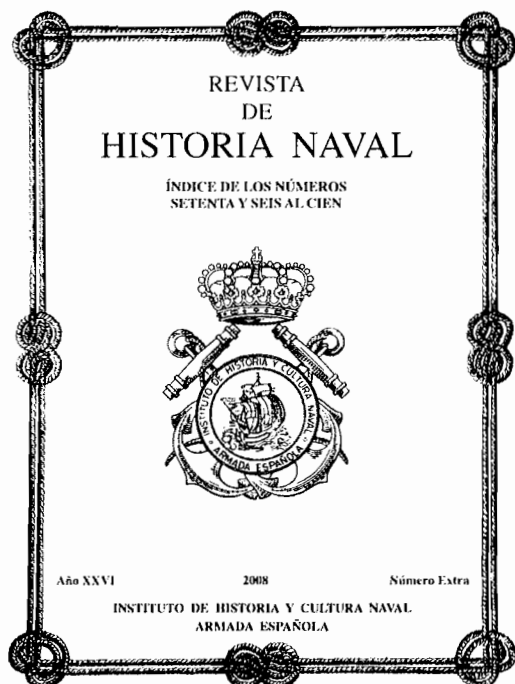 REVISTA
DE
HISTORIA NAVAL
ÍNDICE DE LOS NÚMEROS
SETENTA Y SEIS AL CIEN
INSTITUTO DE HISTORIA Y CULTURA NAVAL
ARMADA ESPAÑOLA
Año XXVI 2008 Número Extra
INSTITUTO DE HISTORIA Y CULTURA NAVAL
ARMADA ESPAÑOLA